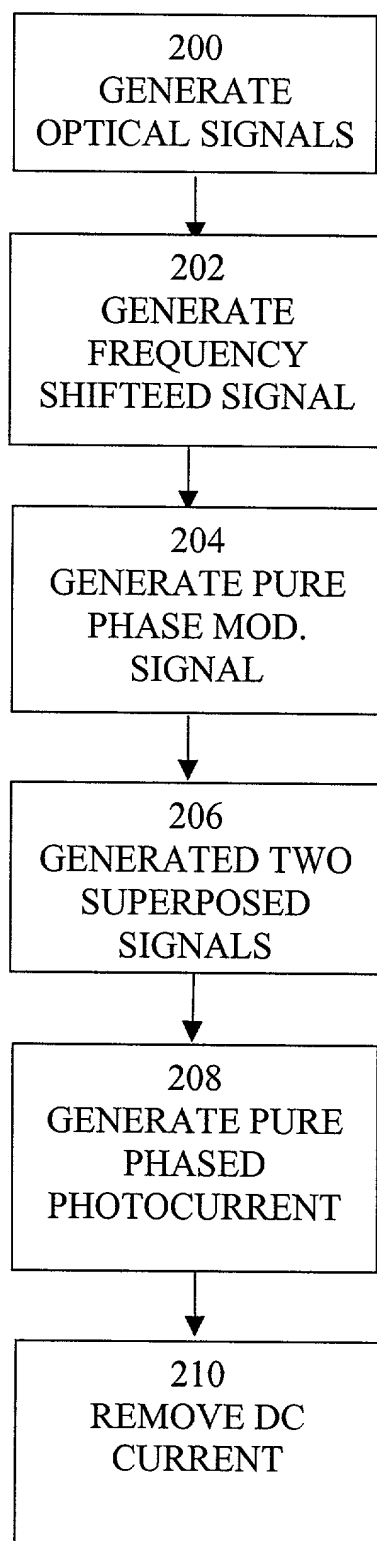 200
GENERATE
OPTICAL SIGNALS
202
GENERATE
FREQUENCY
SHIFTEED SIGNAL
204
GENERATE PURE
PHASE MOD.
SIGNAL
206
GENERATED TWO
SUPERPOSED
SIGNALS
208
GENERATE PURE
PHASED
PHOTOCURRENT
210
REMOVE DC
CURRENT